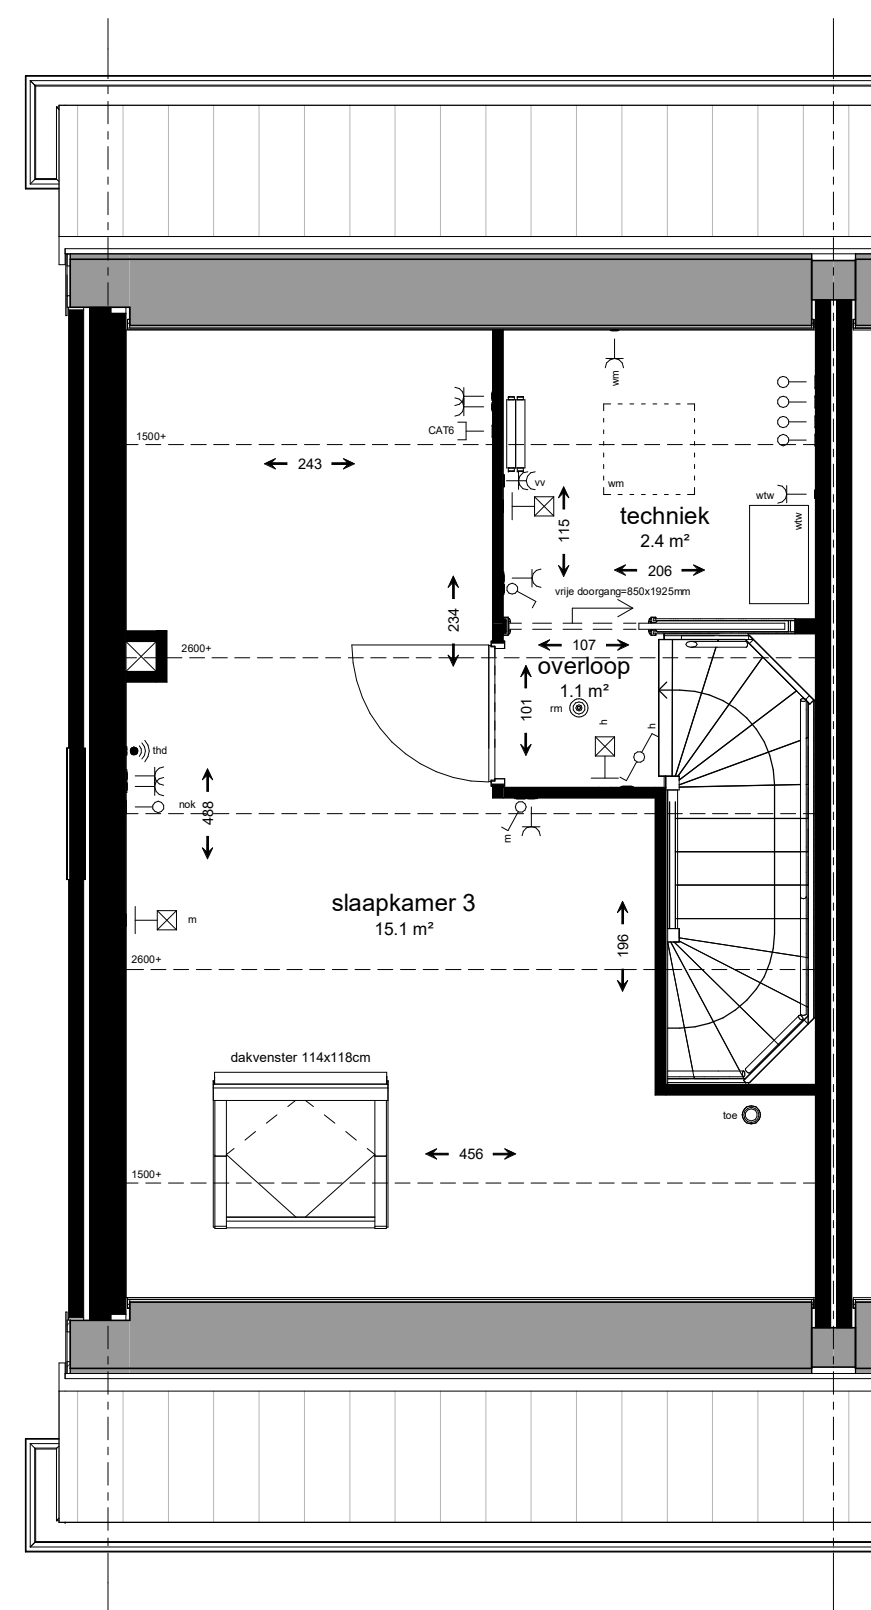 wm
CAT6
1500+
243
vv
wm
wtw
wtw
techniek
2.4 m²
115
206
vrije doorgang=850x1925mm
234
107
2600+
overloop
1.1 m²
101
rm
h
h
thd
nok
488
m
slaapkamer 3
15.1 m²
m
196
2600+
dakvenster 114x118cm
toe
456
1500+